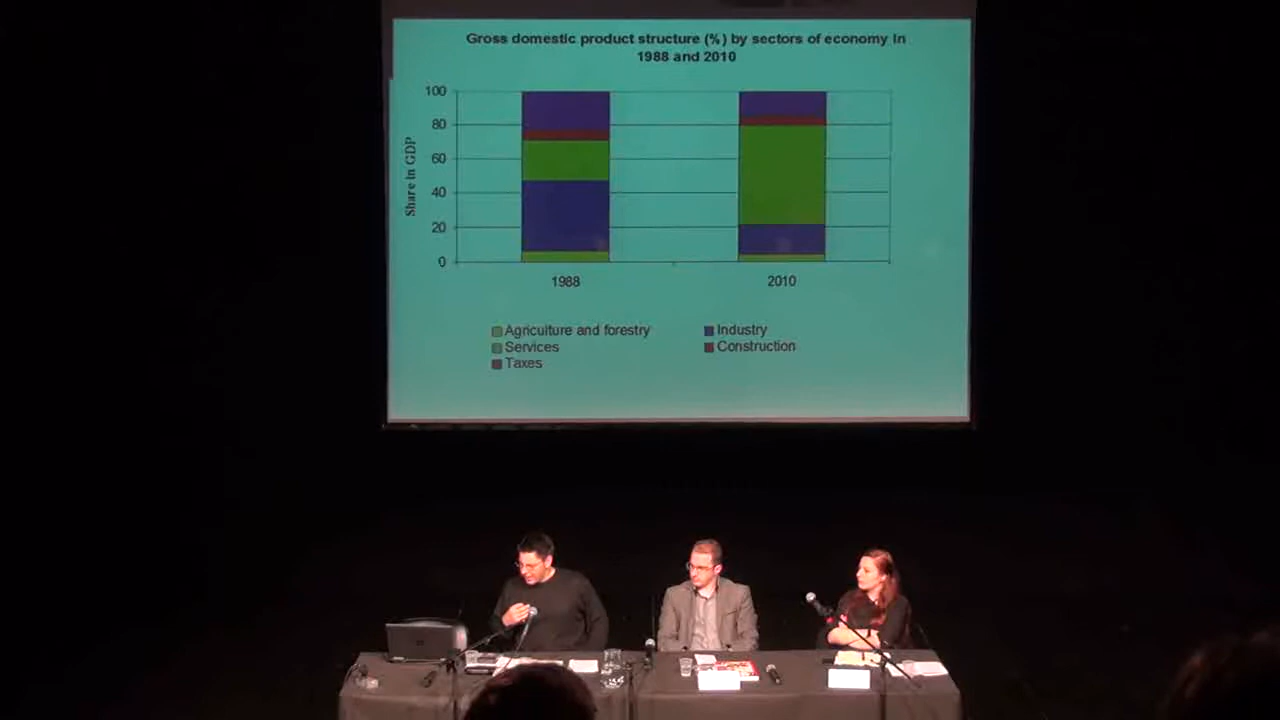 Gross domestic product structure (%) by sectors of economy in
1988 and 2010
Share in GDP
100
80
60
40
20
0
1988
2010
Agriculture and forestry
Industry
Services
Construction
Taxes